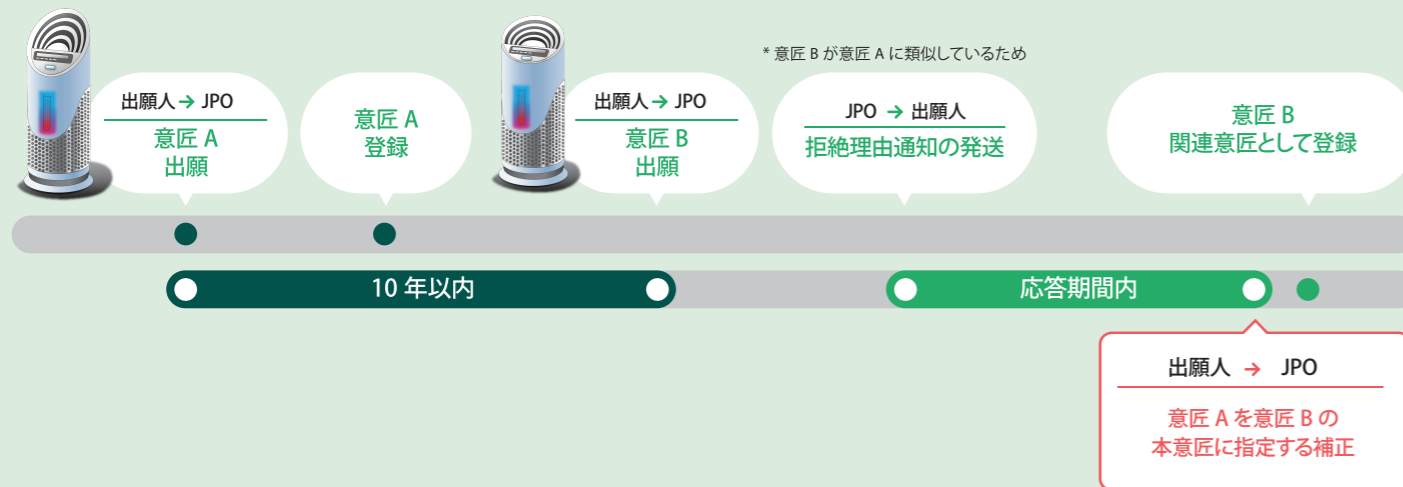 * 意匠 B が意匠 A に類似しているため
出願人 → JPO
意匠 A
出願
意匠 A
登録
出願人 → JPO
意匠 B
出願
JPO → 出願人
拒絶理由通知の発送
意匠 B
関連意匠として登録
10 年以内
応答期間内
出願人 → JPO
意匠 A を意匠 B の
本意匠に指定する補正